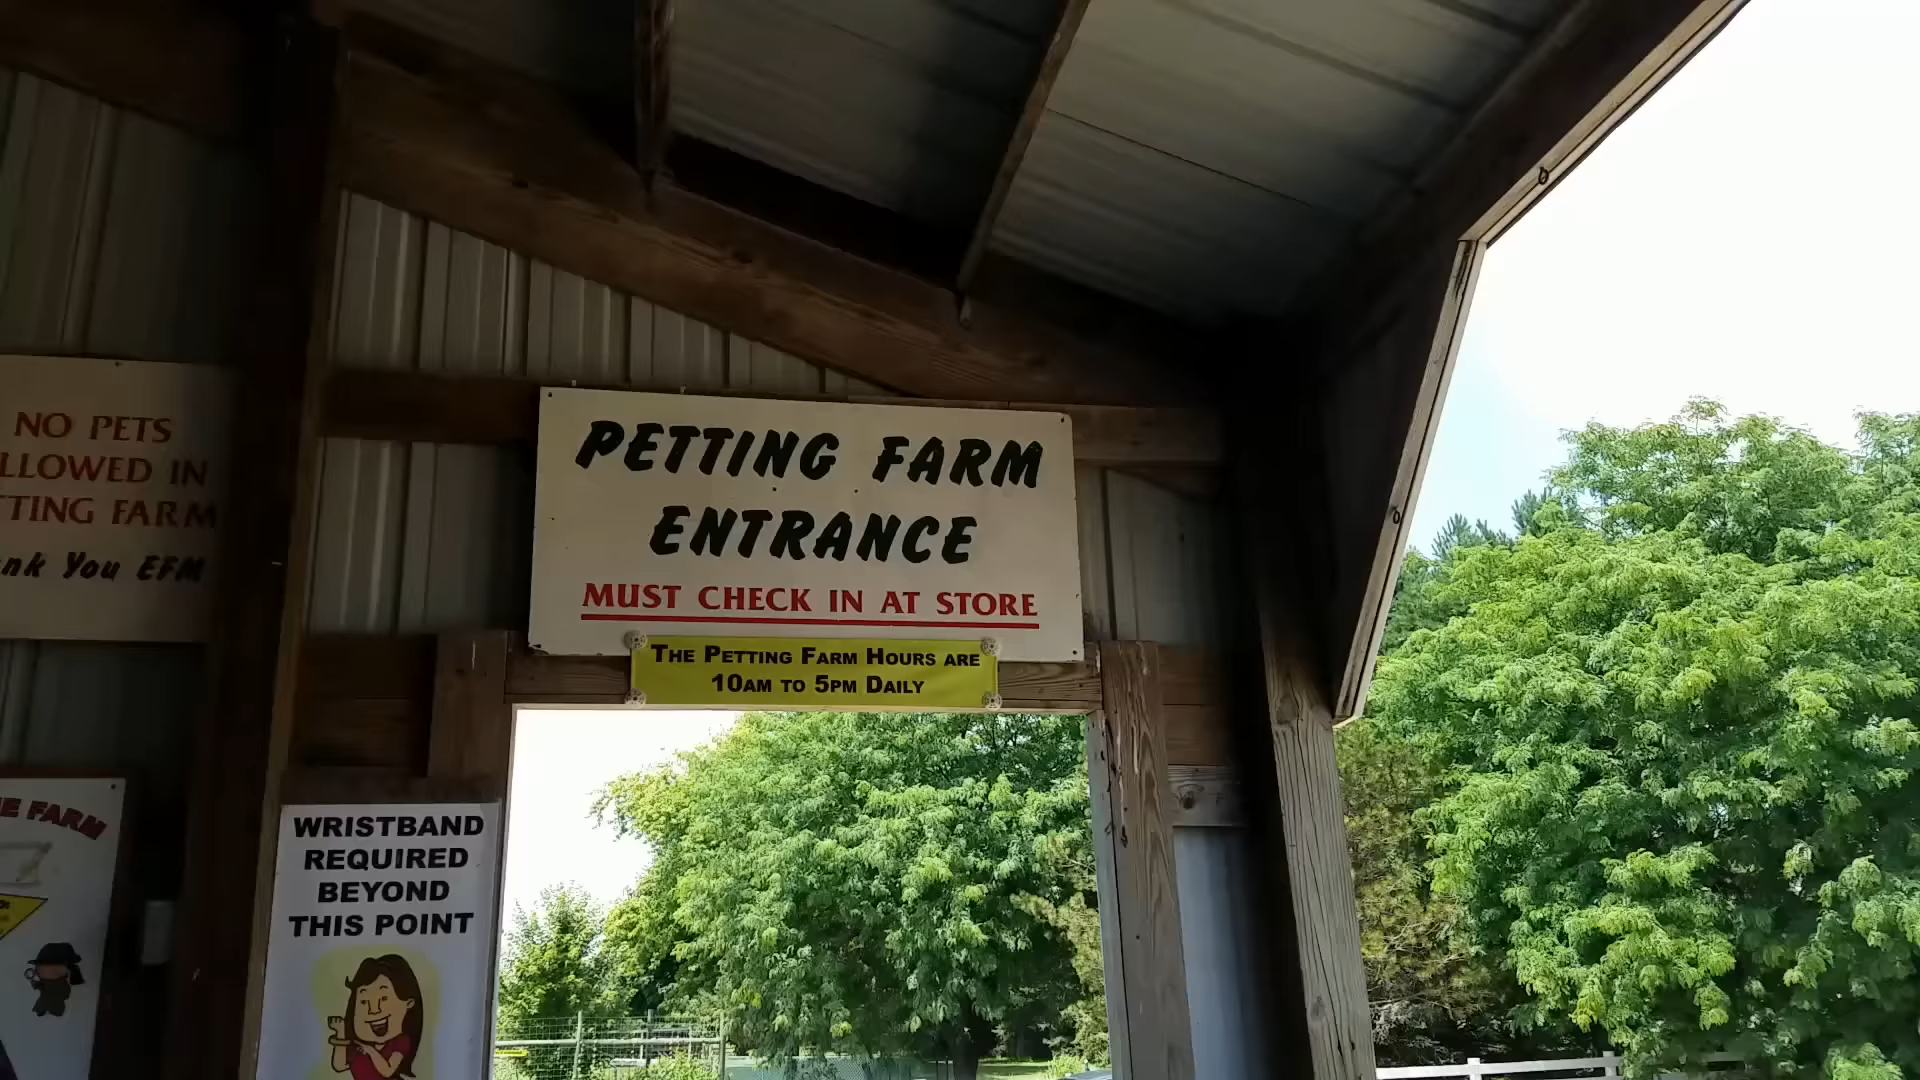 NO PETS
LLOWED IN
TTING FARM
nk You EFM
PETTING FARM
ENTRANCE
MUST CHECK IN AT STORE
THE PETTING FARM HOURS ARE
10AM TO 5PM DAILY
E FARM
WRISTBAND
REQUIRED
BEYOND
THIS POINT